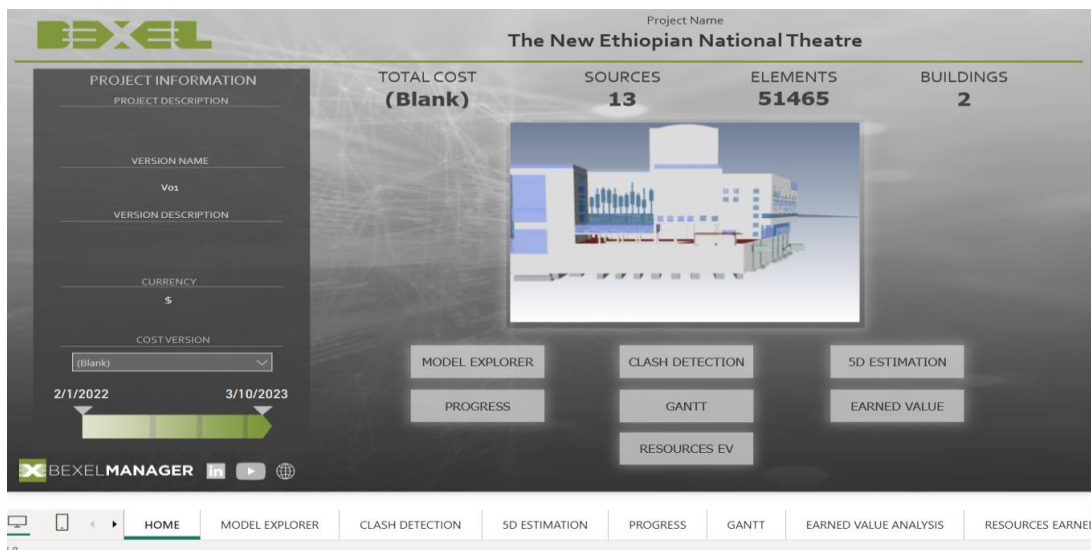 BEXEL
Project Name
The New Ethiopian National Theatre
PROJECT INFORMATION
PROJECT DESCRIPTION
VERSION NAME
V01
VERSION DESCRIPTION
CURRENCY
$
COST VERSION
(Blank)
2/1/2022 3/10/2023
BEXELMANAGER in
TOTAL COST SOURCES ELEMENTS BUILDINGS
(Blank) 13 51465 2
MODEL EXPLORER CLASH DETECTION 5D ESTIMATION
PROGRESS GANTT EARNED VALUE
RESOURCES EV
HOME MODEL EXPLORER CLASH DETECTION 5D ESTIMATION PROGRESS GANTT EARNED VALUE ANALYSIS RESOURCES EARNE